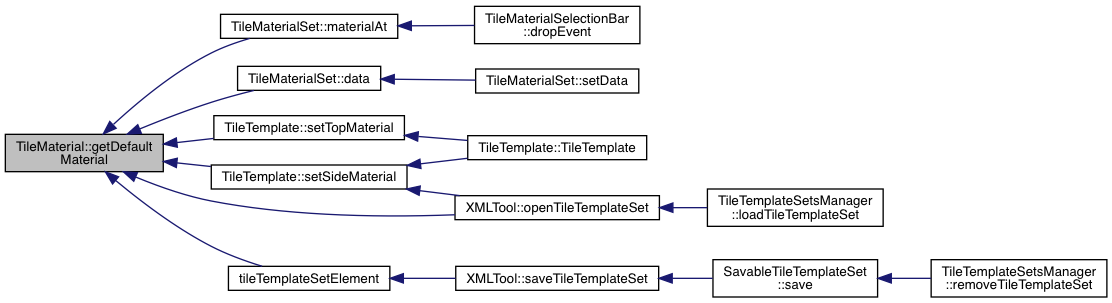 TileMaterialSet::materialAt
TileMaterialSelectionBar
::dropEvent
TileMaterialSet::data
TileMaterialSet::setData
TileMaterial::getDefault
Material
TileTemplate::setTopMaterial
TileTemplate::TileTemplate
TileTemplate::setSideMaterial
XMLTool::openTileTemplateSet
TileTemplateSetsManager
::loadTileTemplateSet
tileTemplateSetElement
XMLTool::saveTileTemplateSet
SavableTileTemplateSet
::save
TileTemplateSetsManager
::removeTileTemplateSet